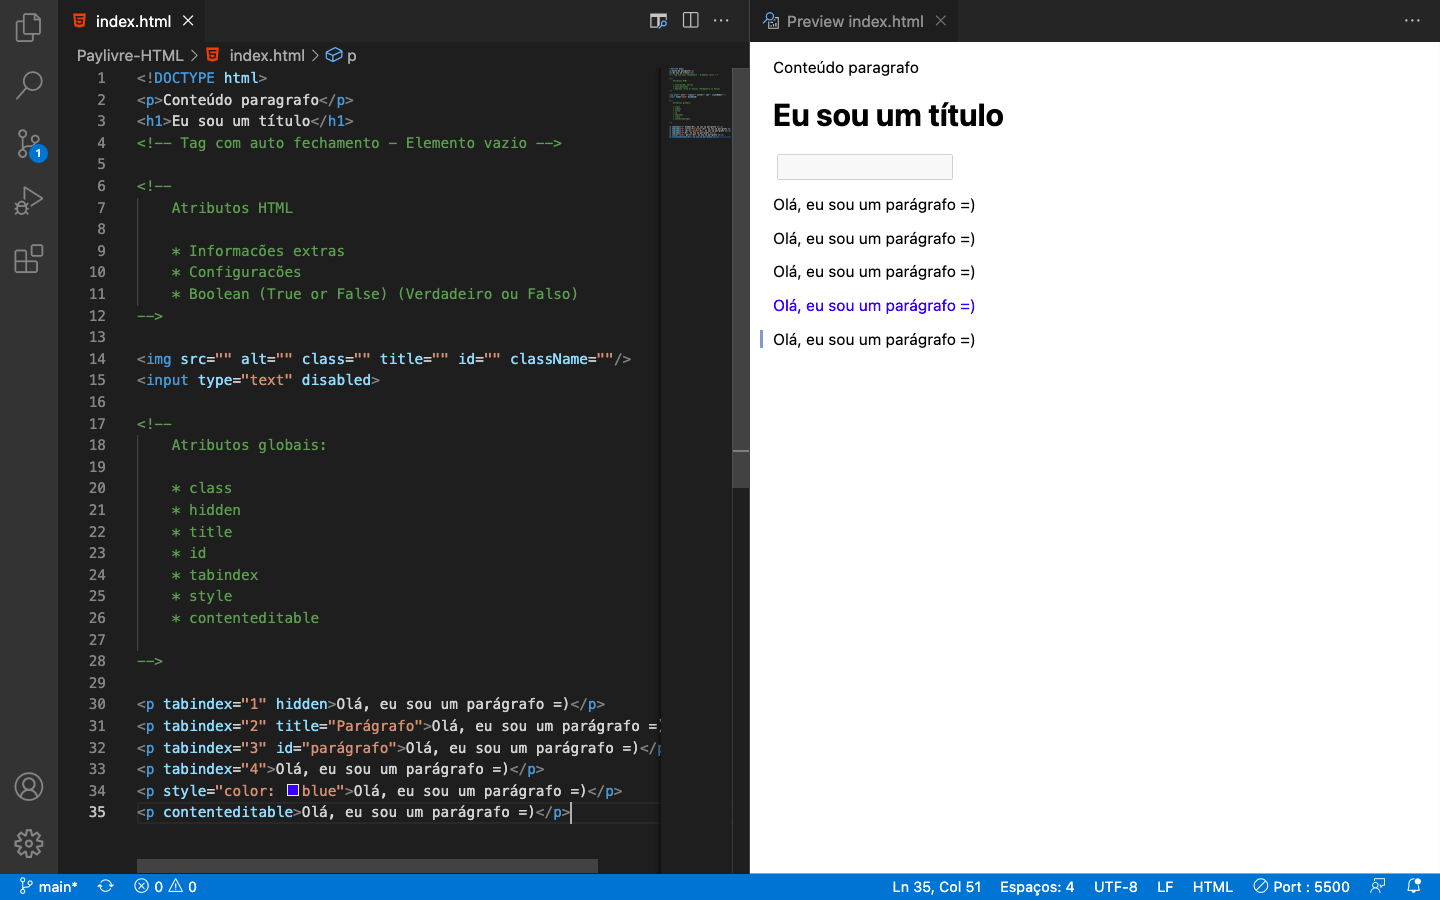 index.html
Preview index.html
Paylivre-HTML > index.html > p
1 <!DOCTYPE html>
2 <p>Conteúdo paragrafo</p>
3 <h1>Eu sou um título</h1>
4 <!-- Tag com auto fechamento - Elemento vazio -->
5
6 <!--
7 Atributos HTML
8
9 * Informacões extras
10 * Configuracões
11 * Boolean (True or False) (Verdadeiro ou Falso)
12 -->
13
14 <img src="" alt="" class="" title="" id="" className=""/>
15 <input type="text" disabled>
16
17 <!--
18 Atributos globais:
19
20 * class
21 * hidden
22 * title
23 * id
24 * tabindex
25 * style
26 * contenteditable
27
28 -->
29
30 <p tabindex="1" hidden>Olá, eu sou um parágrafo =)</p>
31 <p tabindex="2" title="Parágrafo">Olá, eu sou um parágrafo =)
32 <p tabindex="3" id="parágrafo">Olá, eu sou um parágrafo =)</p
33 <p tabindex="4">Olá, eu sou um parágrafo =)</p>
34 <p style="color: blue">Olá, eu sou um parágrafo =)</p>
35 <p contenteditable>Olá, eu sou um parágrafo =)</p>
Conteúdo paragrafo
Eu sou um título
Olá, eu sou um parágrafo =)
Olá, eu sou um parágrafo =)
Olá, eu sou um parágrafo =)
Olá, eu sou um parágrafo =)
Olá, eu sou um parágrafo =)
1
main* 0 0 Ln 35, Col 51 Espaços: 4 UTF-8 LF HTML Port : 5500